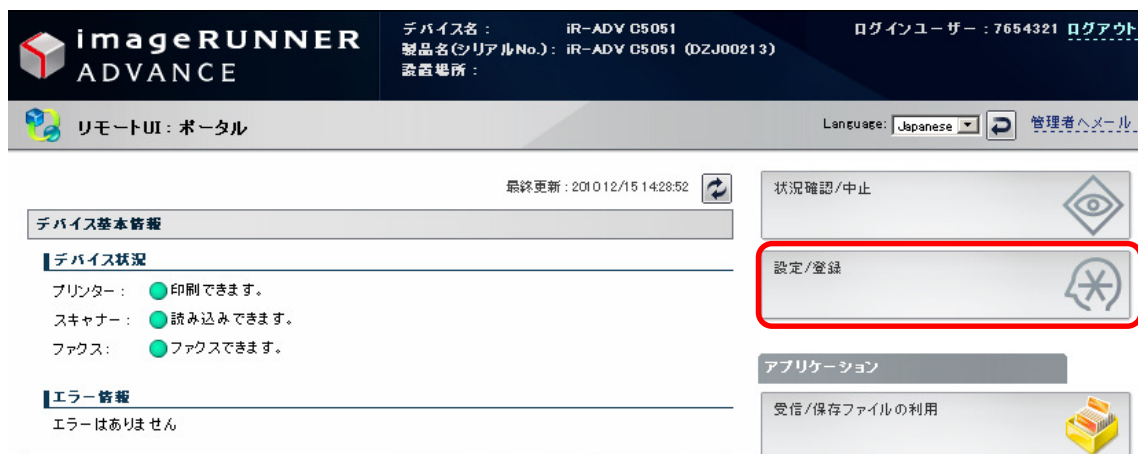 imageRUNNER
ADVANCE
デバイス名： iR-ADV C5051
製品名(シリアルNo.)： iR-ADV C5051 (DZJ00213)
設置場所：
ログインユーザー：7654321 ログアウト
リモートUI：ポータル
Language: Japanese
管理者へメール
最終更新：2010 12/15 14:28:52
デバイス基本情報
デバイス状況
プリンター： 印刷できます。
スキャナー： 読み込みできます。
ファクス： ファクスできます。
エラー情報
エラーはありません
状況確認/中止
設定/登録
アプリケーション
受信/保存ファイルの利用